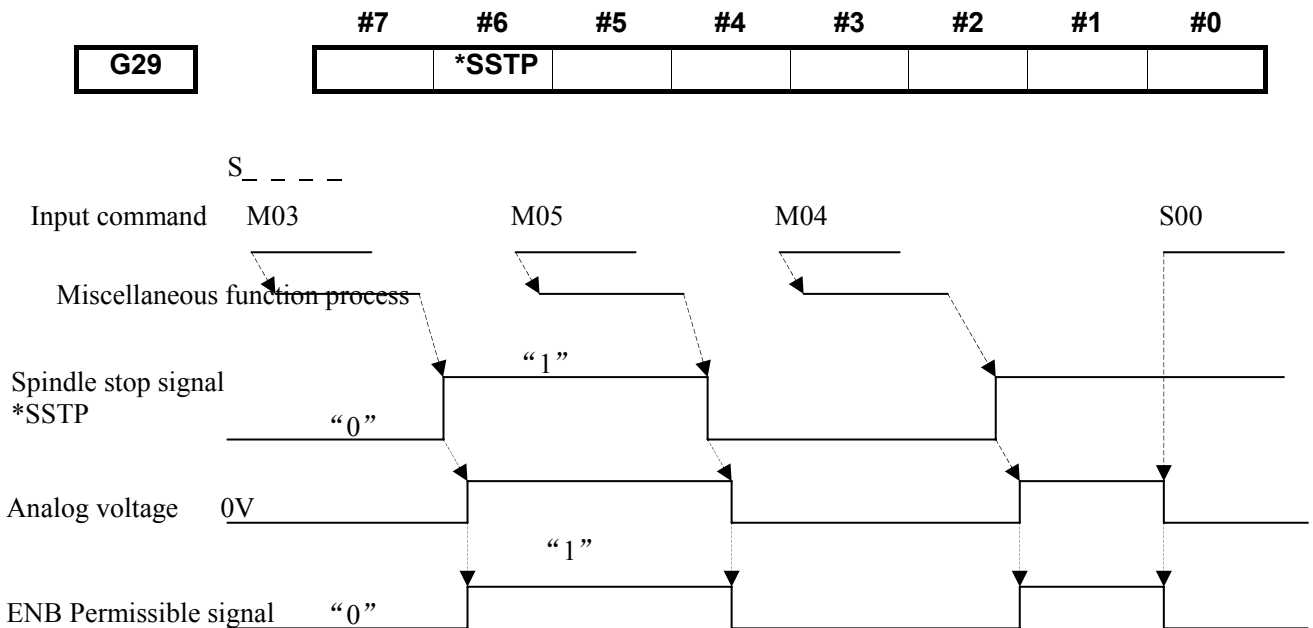 #7 #6 #5 #4 #3 #2 #1 #0
G29 *SSTP
S_ _ _ _
Input command M03 M05 M04 S00
Miscellaneous function process
“1”
Spindle stop signal
*SSTP
“0”
Analog voltage 0V
“1”
ENB Permissible signal “0”